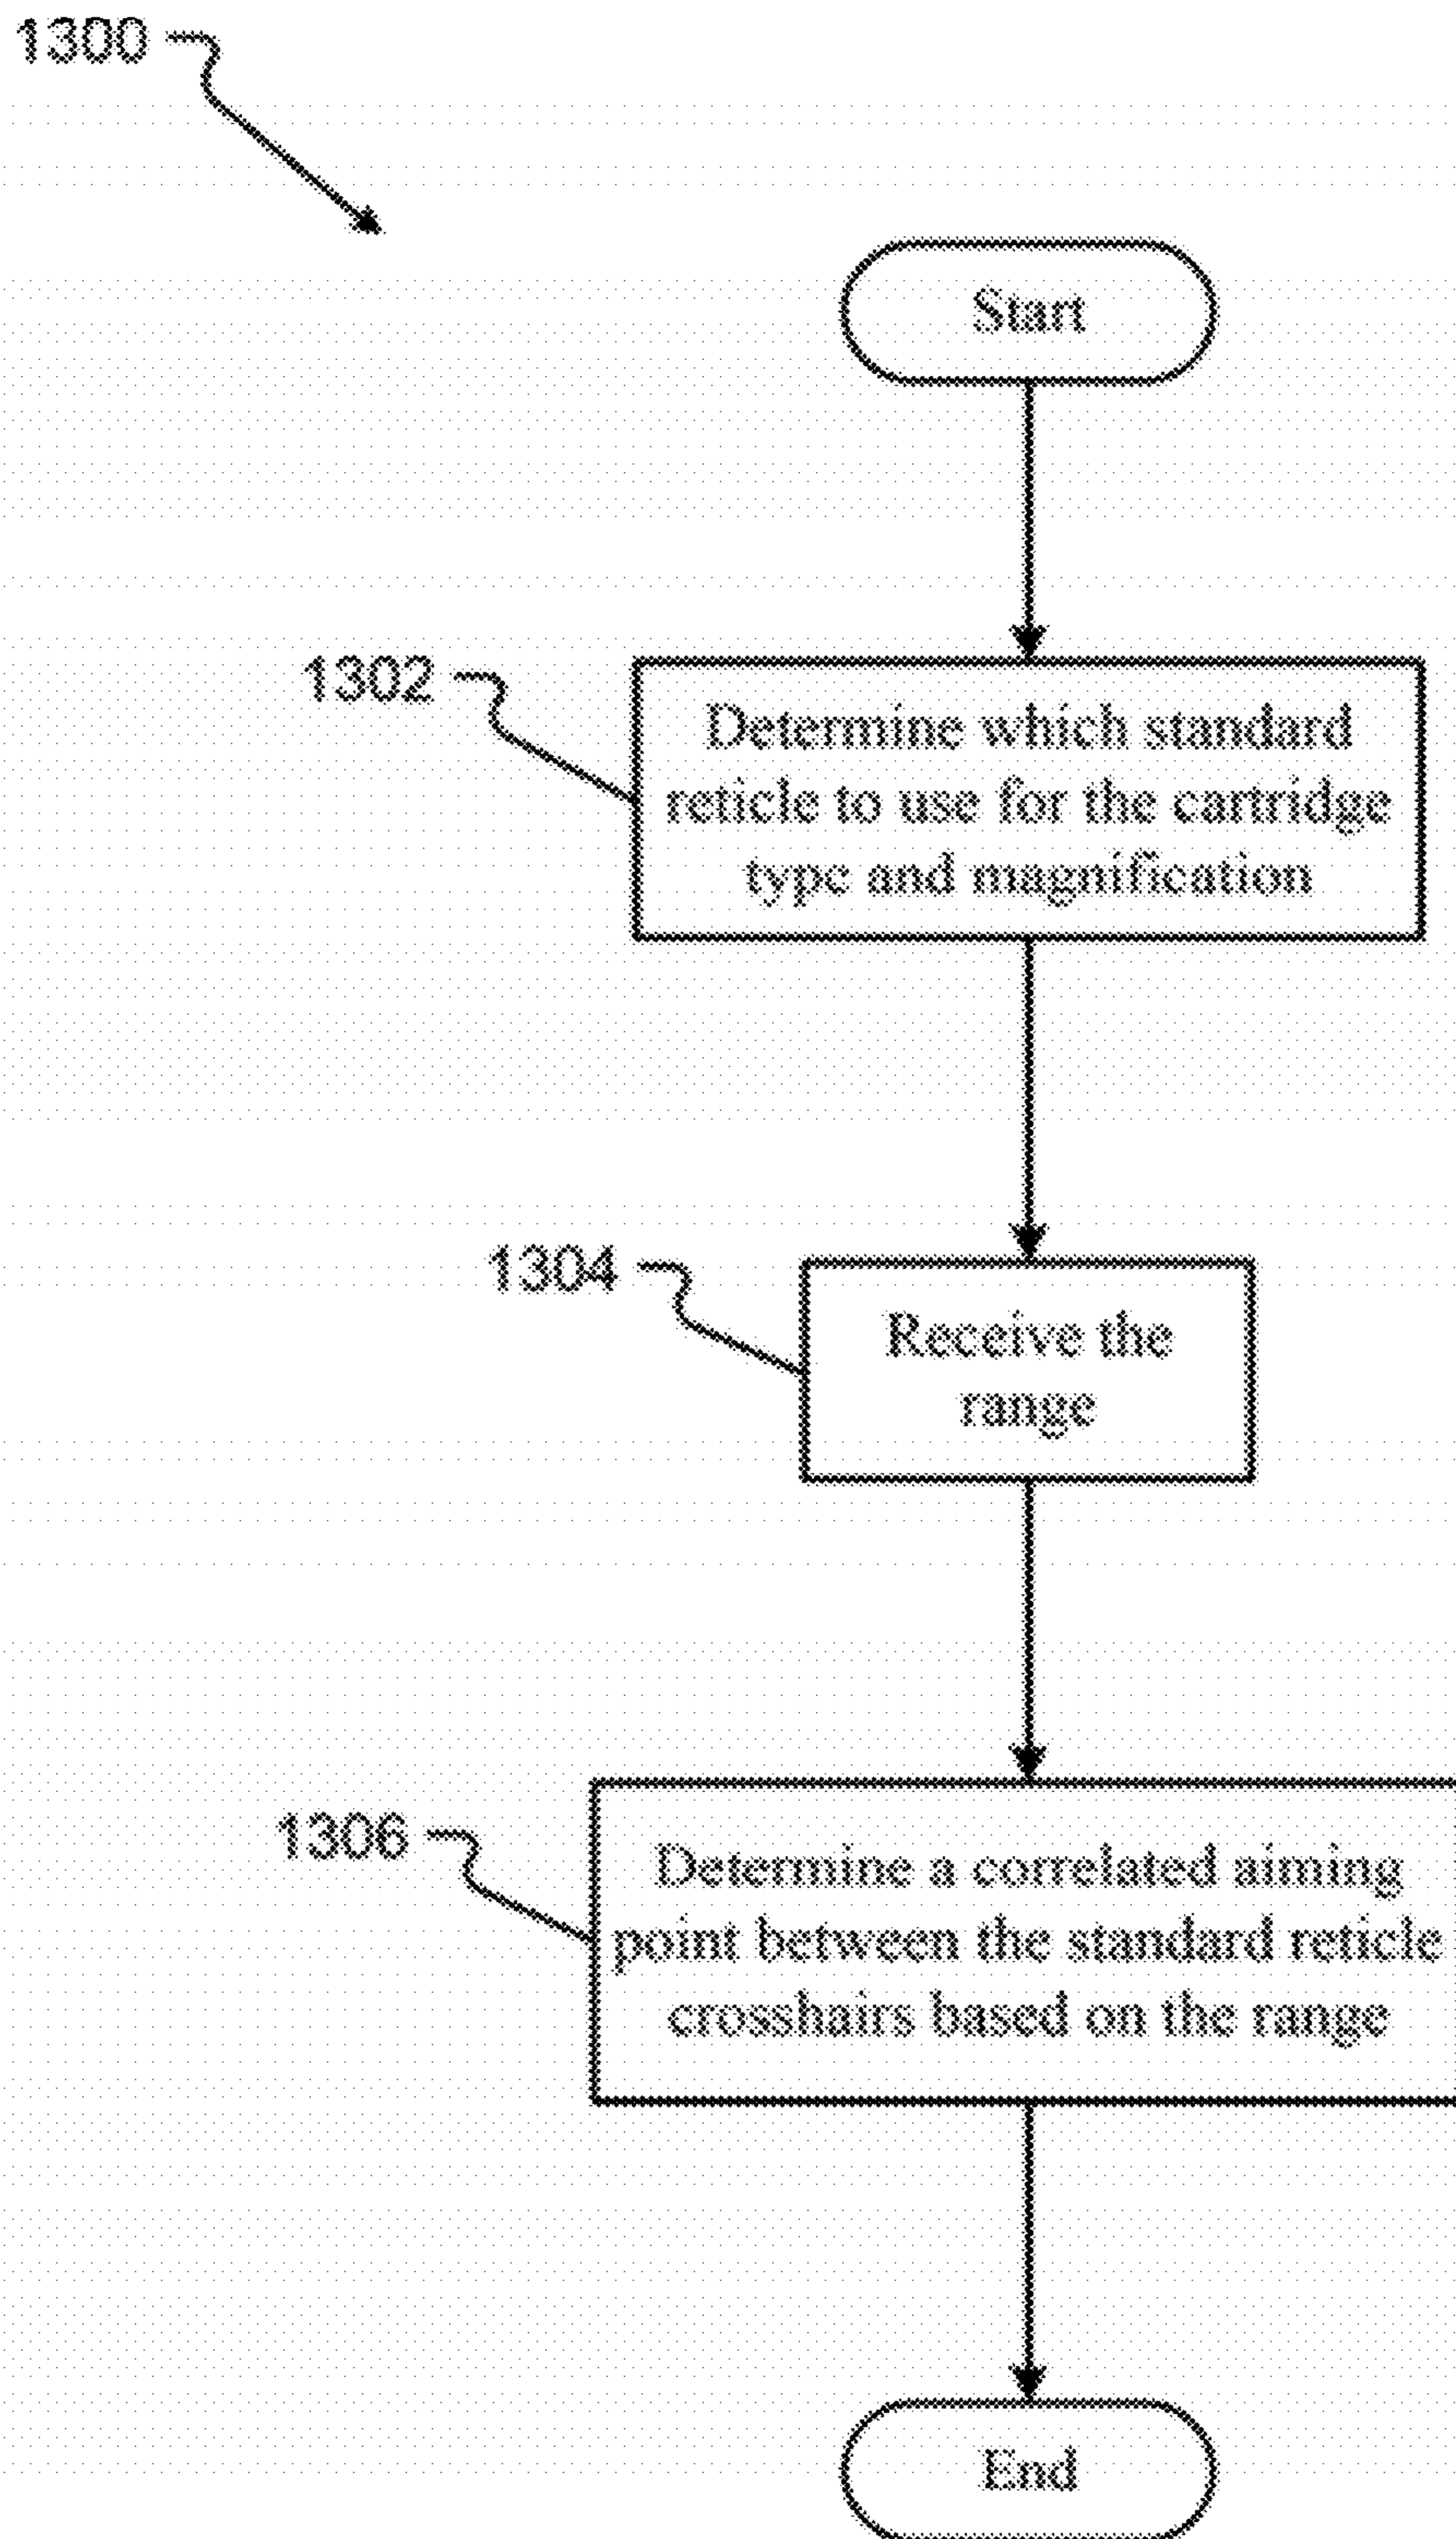 1300
Start
1302
Determine which standard
reticle to use for the cartridge
type and magnification
1304
Receive the
range
1306
Determine a correlated aiming
point between the standard reticle
crosshairs based on the range
End